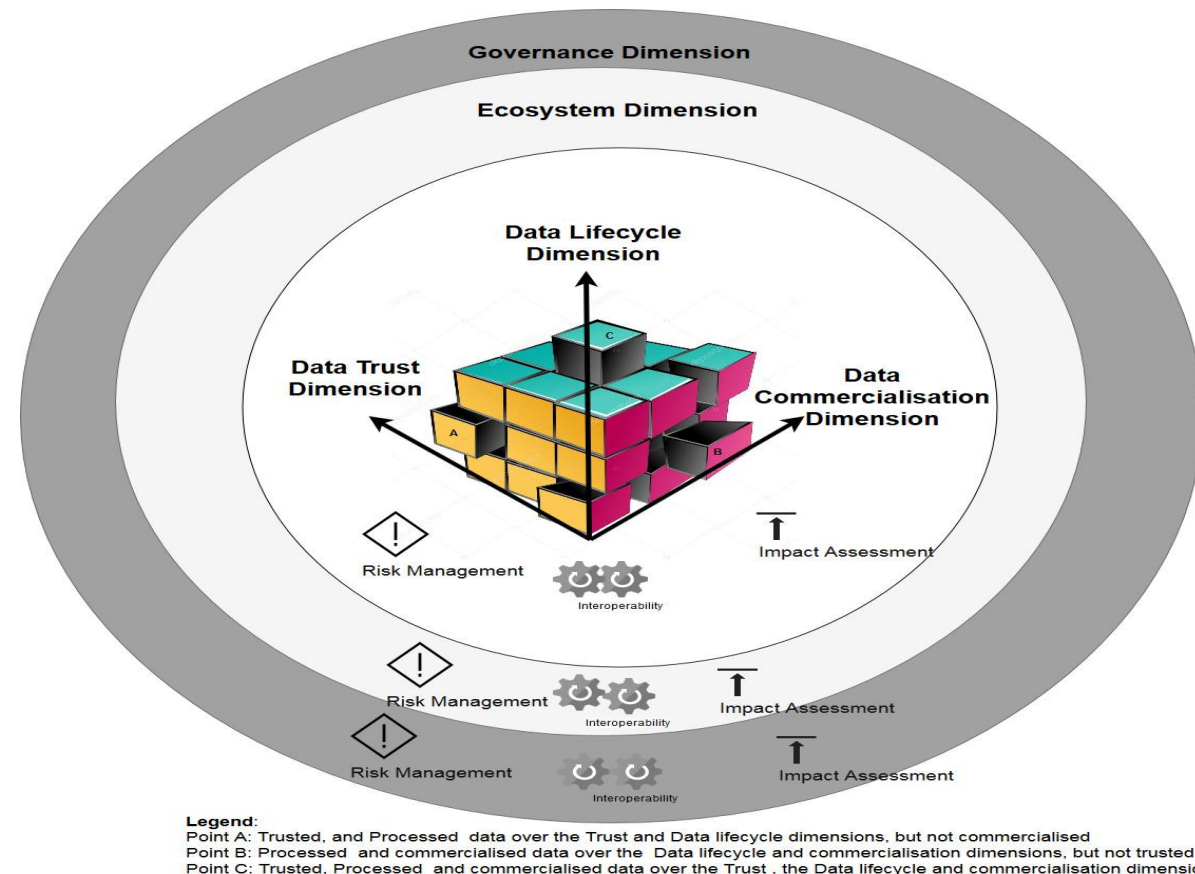 Governance Dimension
Ecosystem Dimension
Data Lifecycle
Dimension
C
Data Trust
Dimension
Data
Commercialisation
Dimension
A
B
Risk Management
Interoperability
Impact Assessment
Risk Management
Interoperability
Impact Assessment
Risk Management
Interoperability
Impact Assessment
Legend:
Point A: Trusted, and Processed data over the Trust and Data lifecycle dimensions, but not commercialised
Point B: Processed and commercialised data over the Data lifecycle and commercialisation dimensions, but not trusted
Point C: Trusted, Processed and commercialised data over the Trust , the Data lifecycle and commercialisation